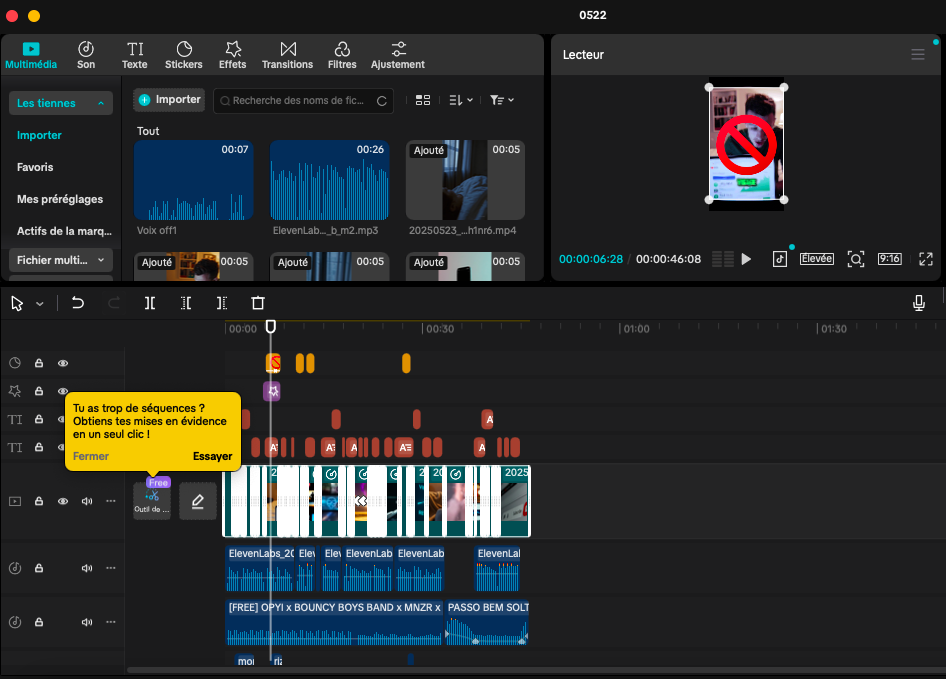 0522
Multimédia
Son
Texte
Stickers
Effets
Transitions
Filtres
Ajustement
Lecteur
Les tiennes
Importer
Recherche des noms de fic...
Importer
Favoris
Mes préréglages
Actifs de la marq...
Fichier multi...
Tout
00:07
00:26
Ajouté
00:05
Voix off1
ElevenLab..._b_m2.mp3
20250523_...h1nr6.mp4
Ajouté
00:05
Ajouté
00:05
Ajouté
00:05
00:00:06:28 / 00:00:46:08
Élevée
9:16
00:00
00:30
01:00
01:30
Tu as trop de séquences ?
Obtiens tes mises en évidence
en un seul clic !
Fermer
Essayer
Free
Outil de ...
2025
ElevenLabs_20
Elev
Elev
ElevenLab
ElevenLab
ElevenLal
[FREE] OPYI x BOUNCY BOYS BAND x MNZR x
PASSO BEM SOLT
moi
riz